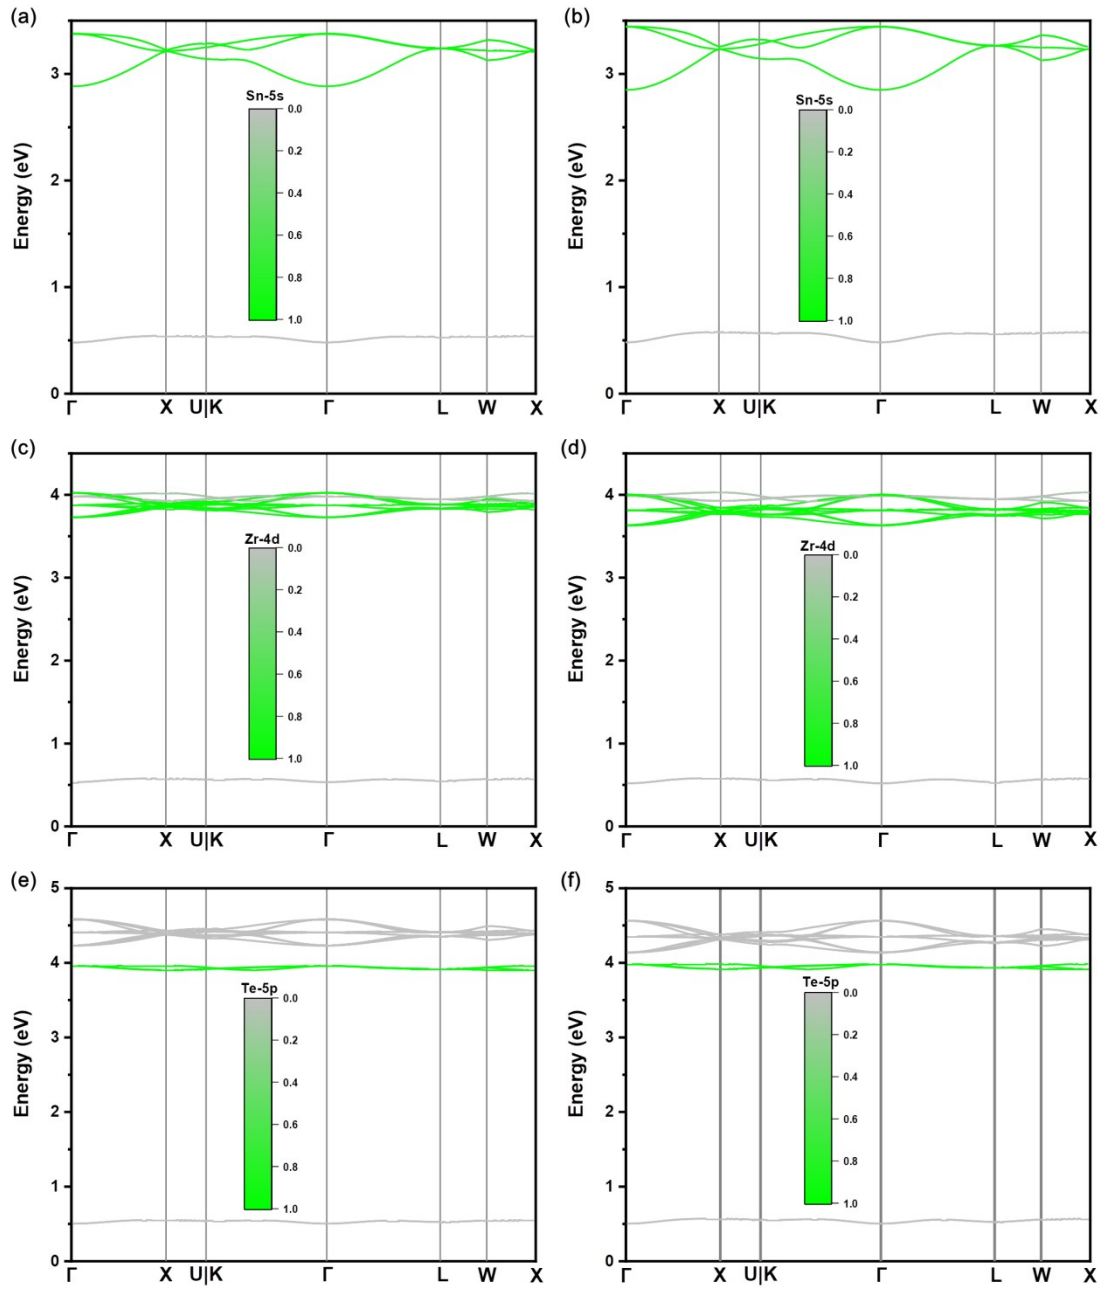 (a)
Energy (eV)
3
2
1
0
Sn-5s
0.0
0.2
0.4
0.6
0.8
1.0
Γ X U|K Γ L W X
(b)
Energy (eV)
3
2
1
0
Sn-5s
0.0
0.2
0.4
0.6
0.8
1.0
Γ X U|K Γ L W X
(c)
Energy (eV)
4
3
2
1
0
Zr-4d
0.0
0.2
0.4
0.6
0.8
1.0
Γ X U|K Γ L W X
(d)
Energy (eV)
4
3
2
1
0
Zr-4d
0.0
0.2
0.4
0.6
0.8
1.0
Γ X U|K Γ L W X
(e)
Energy (eV)
5
4
3
2
1
0
Te-5p
0.0
0.2
0.4
0.6
0.8
1.0
Γ X U|K Γ L W X
(f)
Energy (eV)
5
4
3
2
1
0
Te-5p
0.0
0.2
0.4
0.6
0.8
1.0
Γ X U|K Γ L W X